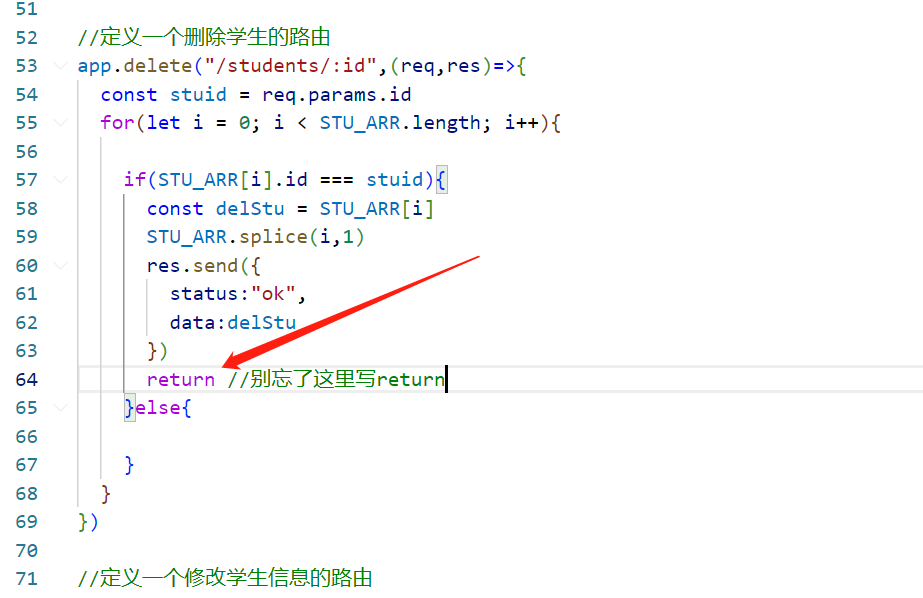 51
52 //定义一个删除学生的路由
53 app.delete("/students/:id",(req,res)=>{
54 const stuid = req.params.id
55 for(let i = 0; i < STU_ARR.length; i++){
56
57 if(STU_ARR[i].id === stuid){
58 const delStu = STU_ARR[i]
59 STU_ARR.splice(i,1)
60 res.send({
61 status:"ok",
62 data:delStu
63 })
64 return //别忘了这里写return
65 }else{
66
67 }
68 }
69 })
70
71 //定义一个修改学生信息的路由